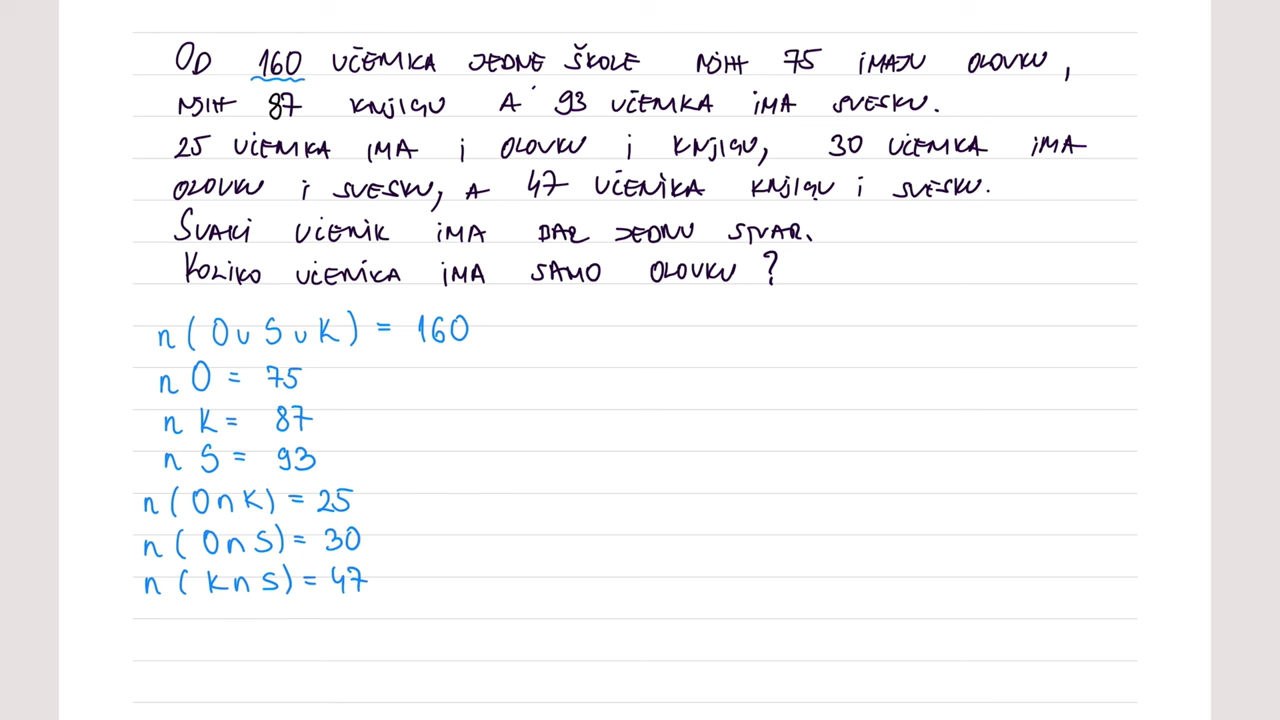 OD 160 UČENIKA JEDNE ŠKOLE NJIH 75 IMAJU OLOVKU,
NJIH 87 KNJIGU A 93 UČENIKA IMA SVESKU.
25 UČENIKA IMA I OLOVKU I KNJIGU, 30 UČENIKA IMA
OLOVKU I SVESKU, A 47 UČENIKA KNJIGU I SVESKU.
SVAKI UČENIK IMA BAR JEDNU STVAR.
KOLIKO UČENIKA IMA SAMO OLOVKU?
n(O∪S∪K) = 160
n O = 75
n K = 87
n S = 93
n(O∩K) = 25
n(O∩S) = 30
n(K∩S) = 47